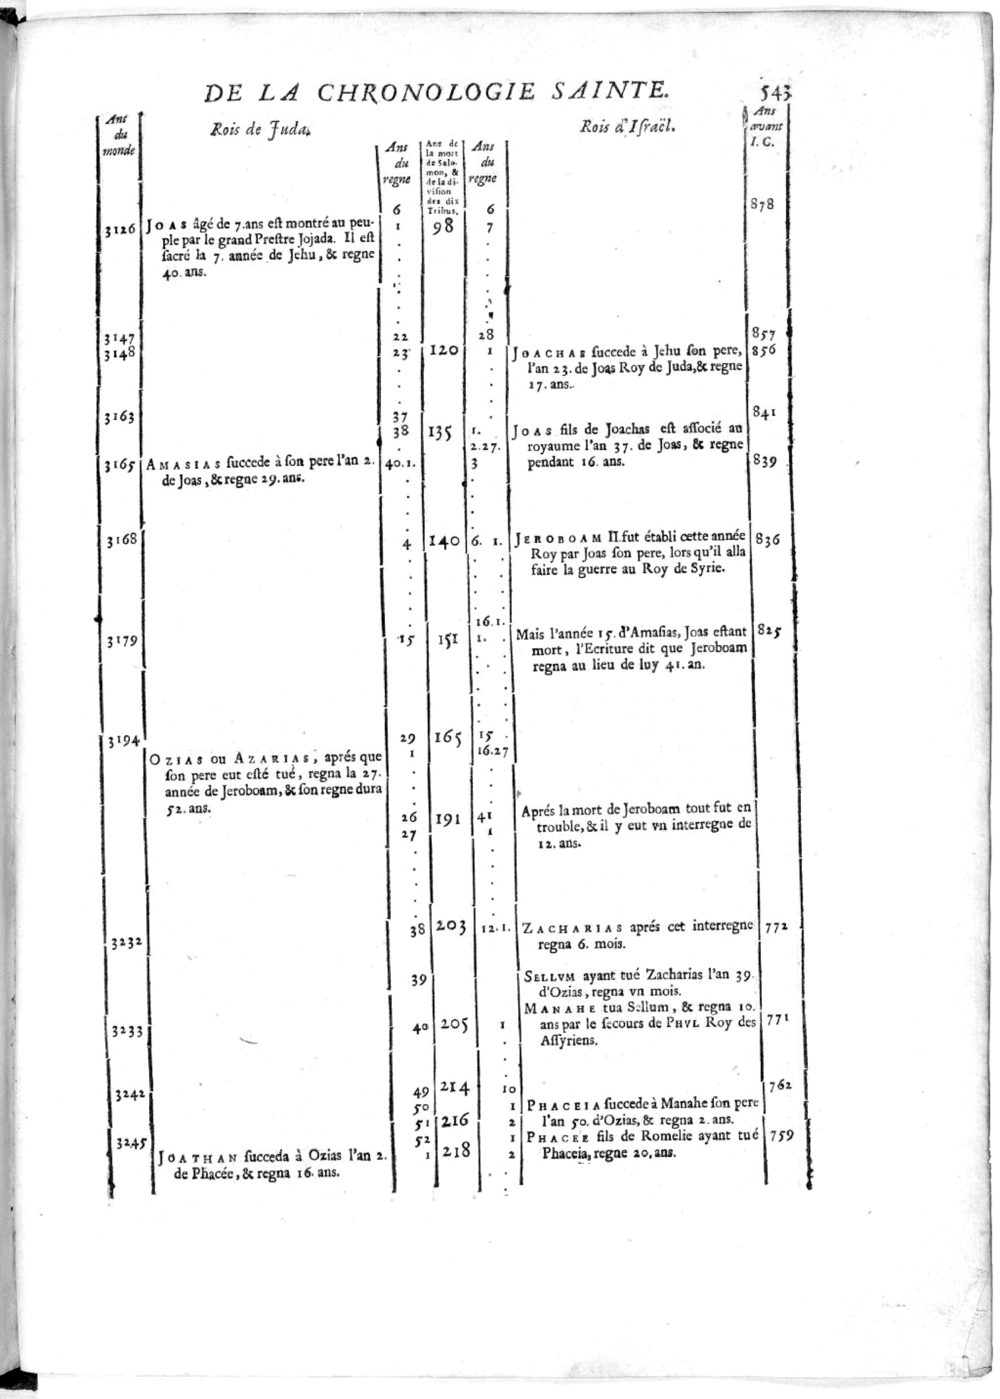 DE LA CHRONOLOGIE SAINTE. 543
Ans du monde
Rois de Juda.
Ans du regne
Ans de la mort de Salomon, & de la division des dix Tribus.
Ans du regne
Rois d'Israël.
Ans avant I. C.
6 6 878
3126 JOAS âgé de 7. ans est montré au peu- 1 98 7
ple par le grand Prestre Jojada. Il est
sacré la 7. année de Jehu, & regne
40. ans.
3147 22 28 857
3148 23 120 1 JOACHAS succede à Jehu son pere, 856
l'an 23. de Joas Roy de Juda, & regne
17. ans.
3163 37 841
38 135 1. JOAS fils de Joachas est associé au
2.27. royaume l'an 37. de Joas, & regne
3165 AMASIAS succede à son pere l'an 2. 40.1. 3 pendant 16. ans. 839
de Joas, & regne 29. ans.
3168 4 140 6. 1. JEROBOAM II. fut établi cette année 836
Roy par Joas son pere, lors qu'il alla
faire la guerre au Roy de Syrie.
16.1.
3179 15 151 1. Mais l'année 15. d'Amasias, Joas estant 825
mort, l'Ecriture dit que Jeroboam
regna au lieu de luy 41. an.
3194 29 165 15
OZIAS ou AZARIAS, aprés que 1 16.27
son pere eut esté tué, regna la 27.
année de Jeroboam, & son regne dura
52. ans.
26 191 41 Aprés la mort de Jeroboam tout fut en
27 1 trouble, & il y eut vn interregne de
12. ans.
3232 38 203 12.1. ZACHARIAS aprés cet interregne 772
regna 6. mois.
39 SELLVM ayant tué Zacharias l'an 39.
d'Ozias, regna vn mois.
MANAHE tua Sellum, & regna 10.
3233 40 205 1 ans par le secours de PHVL Roy des 771
Assyriens.
3242 49 214 10 762
50 1 PHACEIA succede à Manahe son pere
51 216 2 l'an 50. d'Ozias, & regna 2. ans.
3245 52 1 PHACEE fils de Romelie ayant tué 759
JOATHAN succeda à Ozias l'an 2. 1 218 2 Phaceia, regne 20. ans.
de Phacée, & regna 16. ans.